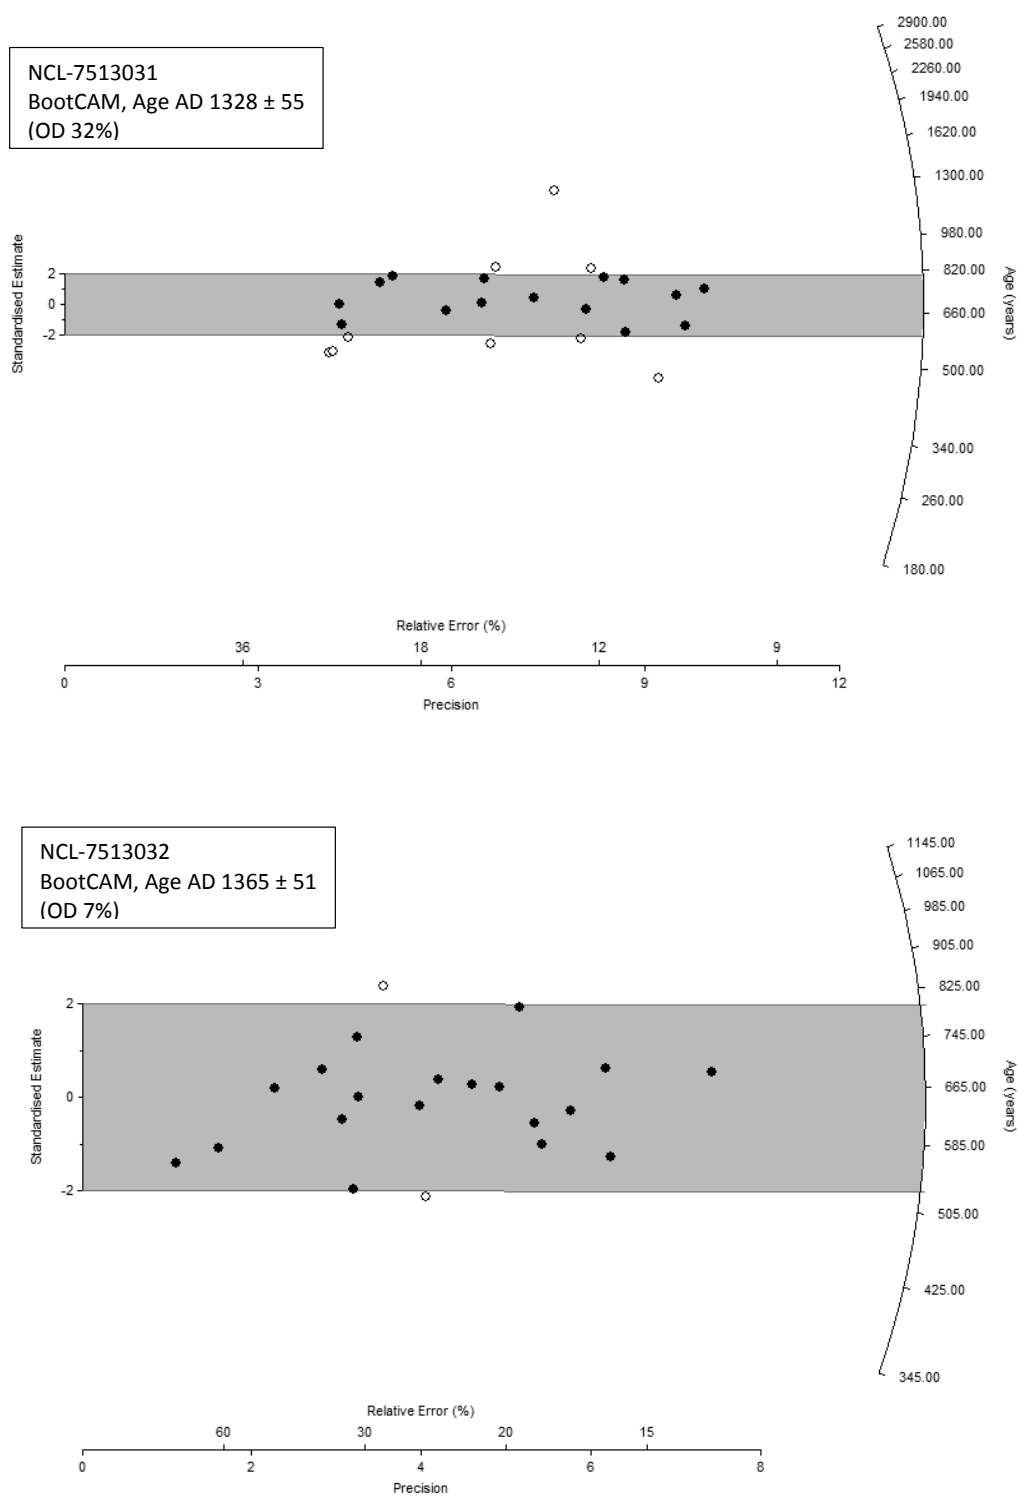 NCL-7513031
BootCAM, Age AD 1328 ± 55
(OD 32%)
2900.00
2580.00
2260.00
1940.00
1620.00
1300.00
980.00
820.00
660.00
500.00
340.00
260.00
180.00
Age (years)
Standardised Estimate
2
0
-2
Relative Error (%)
36 18 12 9
0 3 6 9 12
Precision
NCL-7513032
BootCAM, Age AD 1365 ± 51
(OD 7%)
1145.00
1065.00
985.00
905.00
825.00
745.00
665.00
585.00
505.00
425.00
345.00
Age (years)
Standardised Estimate
2
0
-2
Relative Error (%)
60 30 20 15
0 2 4 6 8
Precision